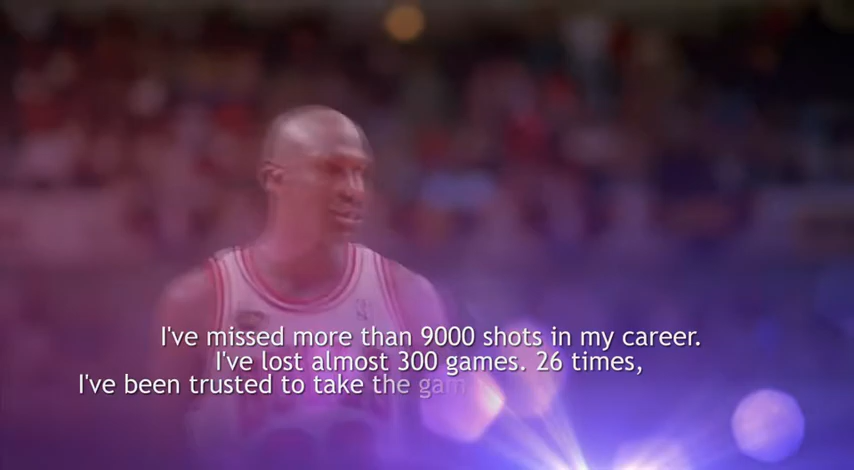 I've missed more than 9000 shots in my career.
I've lost almost 300 games. 26 times,
I've been trusted to take the gam